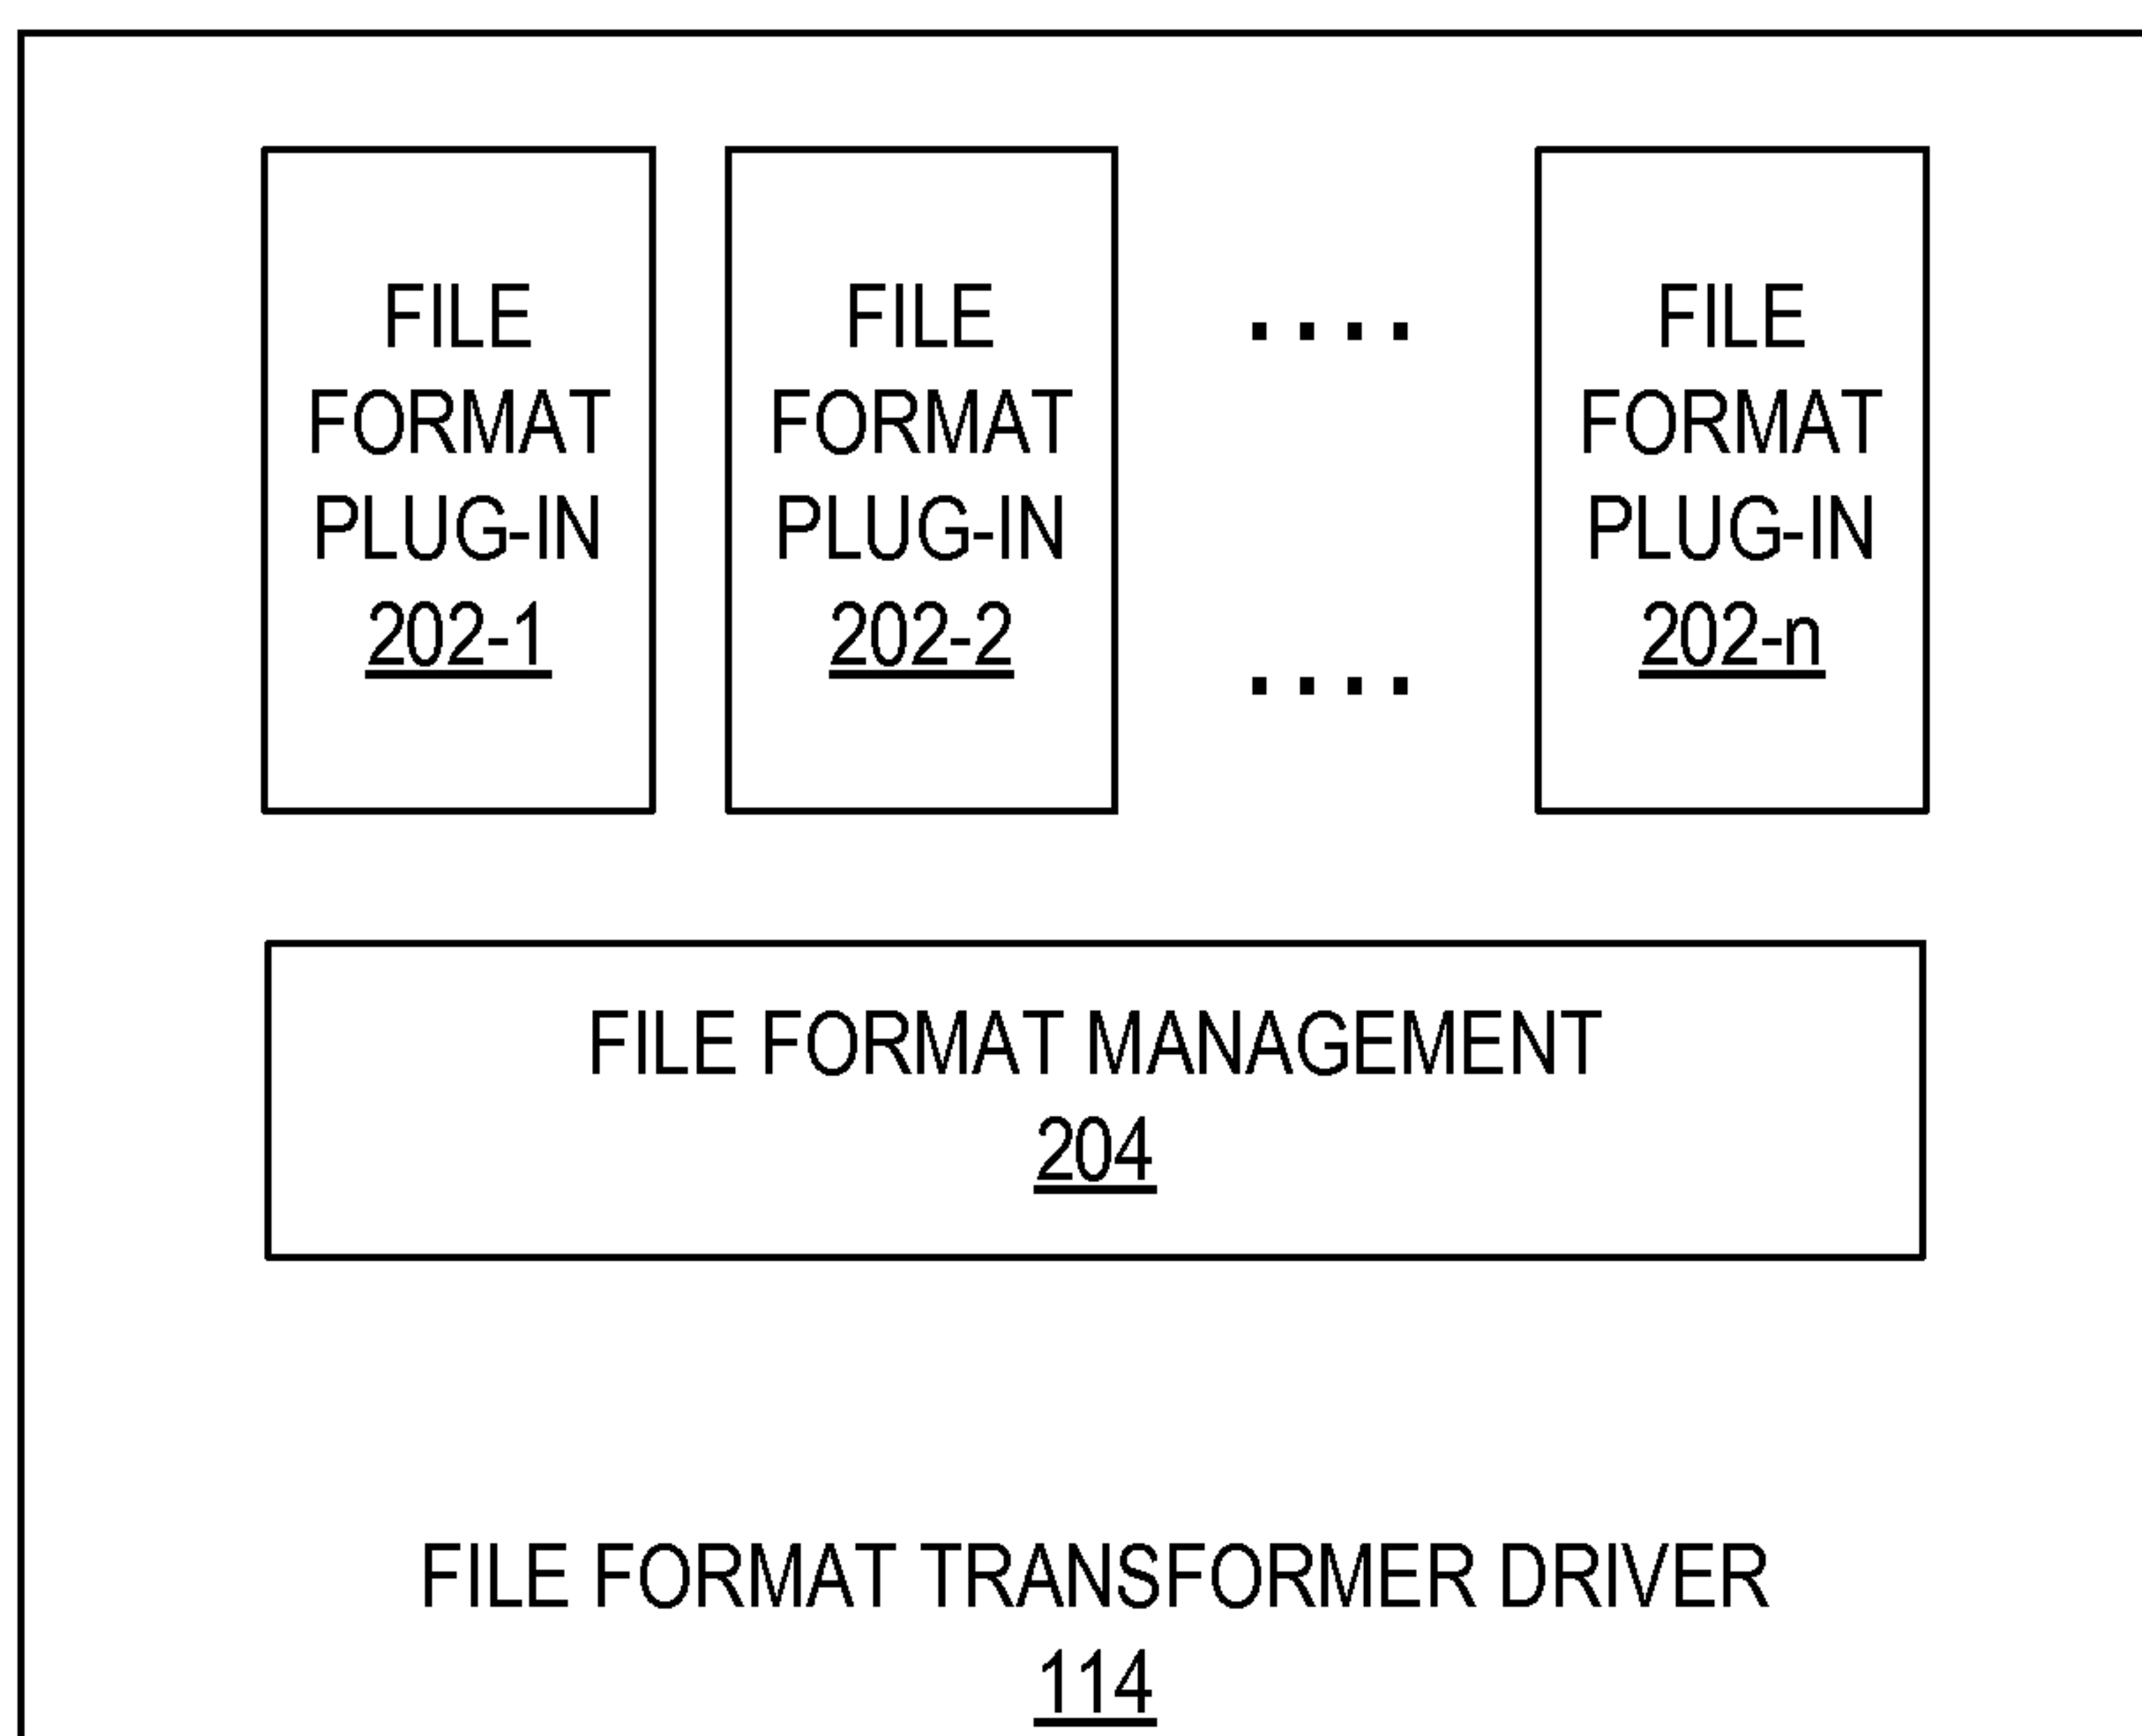 FILE
FORMAT
PLUG-IN
202-1
FILE
FORMAT
PLUG-IN
202-2
....
....
FILE
FORMAT
PLUG-IN
202-n
FILE FORMAT MANAGEMENT
204
FILE FORMAT TRANSFORMER DRIVER
114